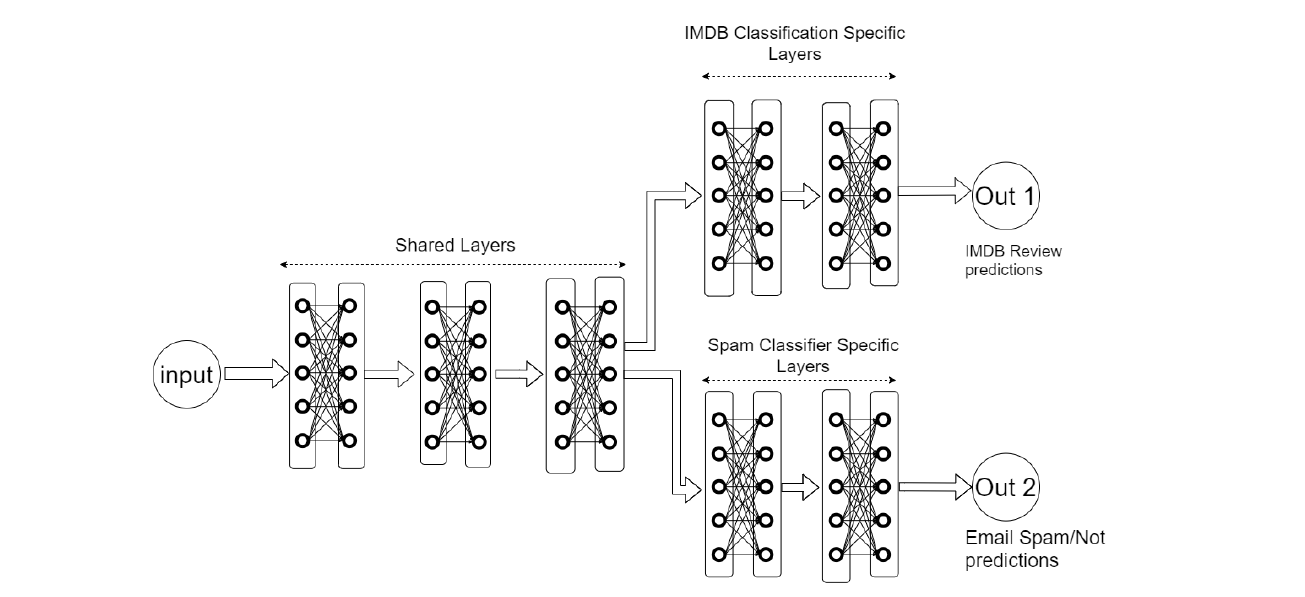 IMDB Classification Specific
Layers
Out 1
IMDB Review
predictions
Shared Layers
input
Spam Classifier Specific
Layers
Out 2
Email Spam/Not
predictions